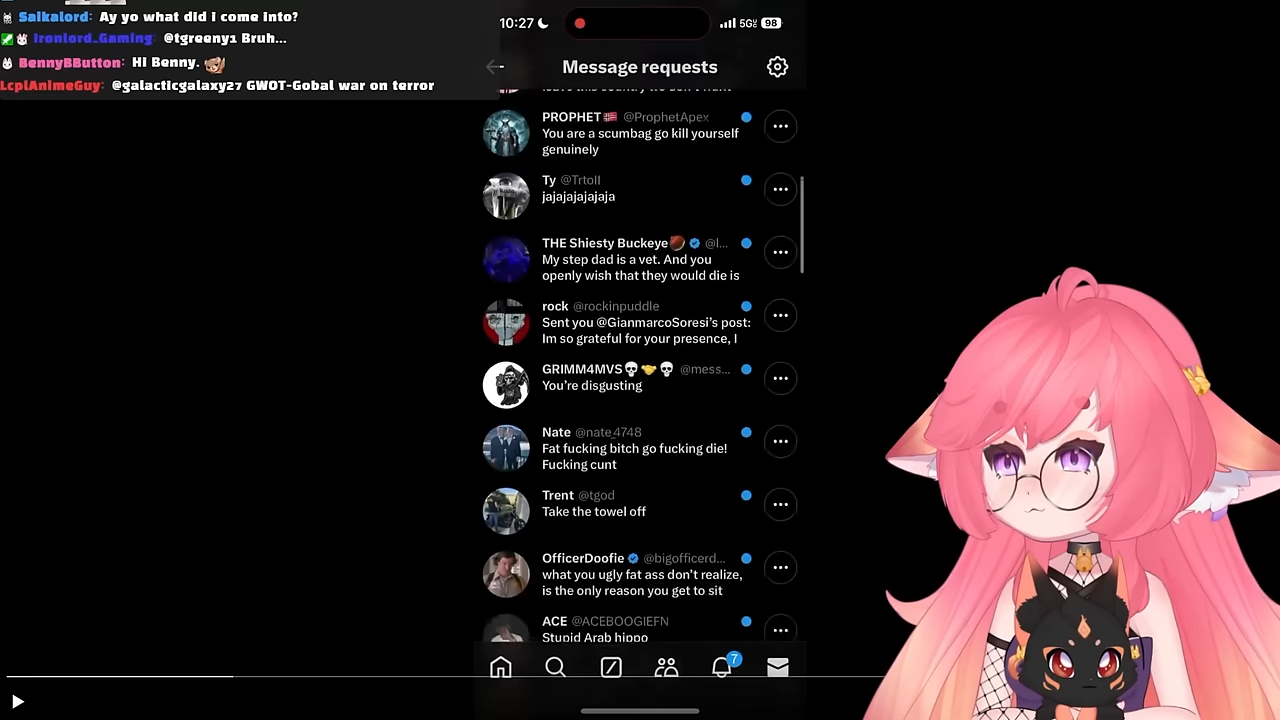 Saikalord: Ay yo what did I come into?
Ironlord_Gaming: @tgreeny1 Bruh...
BennyBButton: Hi Benny.
LcplAnimeGuy: @galacticgalaxy27 GWOT-Gobal war on terror
10:27
5G
98
Message requests
PROPHET🇳🇴 @ProphetApex
You are a scumbag go kill yourself
genuinely
Ty @Trtoll
jajajajajajaja
THE Shiesty Buckeye🌰 @l...
My step dad is a vet. And you
openly wish that they would die is
rock @rockinpuddle
Sent you @GianmarcoSoresi's post:
Im so grateful for your presence, I
GRIMM4MVS💀🤝💀 @mess...
You're disgusting
Nate @nate_4748
Fat fucking bitch go fucking die!
Fucking cunt
Trent @tgod
Take the towel off
OfficerDoofie @bigofficerd...
what you ugly fat ass don't realize,
is the only reason you get to sit
ACE @ACEBOOGIEFN
Stupid Arab hippo
7